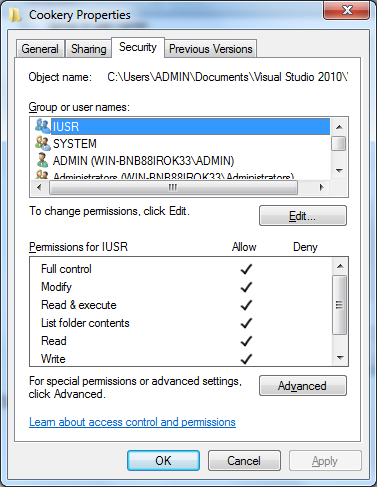 Cookery Properties
General Sharing Security Previous Versions
Object name: C:\Users\ADMIN\Documents\Visual Studio 2010\
Group or user names:
IUSR
SYSTEM
ADMIN (WIN-BNB88IROK33\ADMIN)
Administrators (WIN-BNB88IROK33\Administrators)
To change permissions, click Edit.
Edit...
Permissions for IUSR Allow Deny
Full control
Modify
Read & execute
List folder contents
Read
Write
For special permissions or advanced settings,
click Advanced.
Advanced
Learn about access control and permissions
OK Cancel Apply